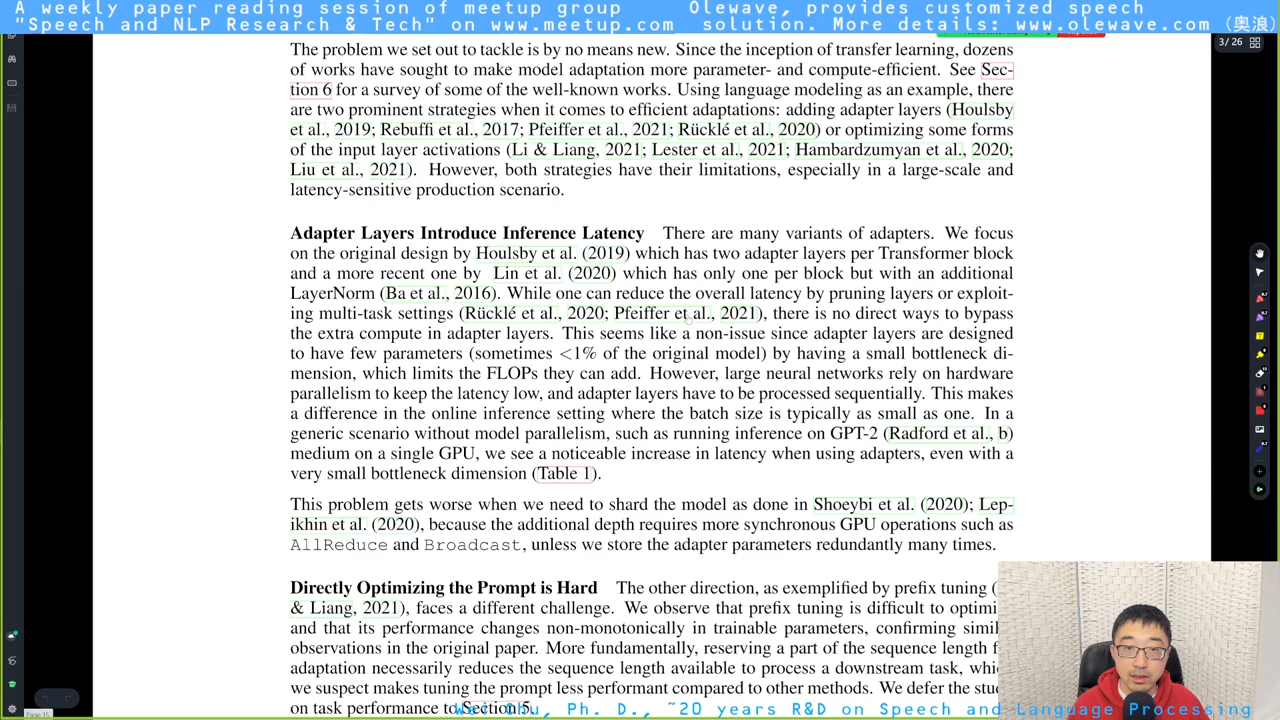 A weekly paper reading session of meetup group
"Speech and NLP Research & Tech" on www.meetup.com
Olewave, provides customized speech
solution. More details: www.olewave.com (奥浪)
3 / 26
The problem we set out to tackle is by no means new. Since the inception of transfer learning, dozens
of works have sought to make model adaptation more parameter- and compute-efficient. See Sec-
tion 6 for a survey of some of the well-known works. Using language modeling as an example, there
are two prominent strategies when it comes to efficient adaptations: adding adapter layers (Houlsby
et al., 2019; Rebuffi et al., 2017; Pfeiffer et al., 2021; Rücklé et al., 2020) or optimizing some forms
of the input layer activations (Li & Liang, 2021; Lester et al., 2021; Hambardzumyan et al., 2020;
Liu et al., 2021). However, both strategies have their limitations, especially in a large-scale and
latency-sensitive production scenario.
Adapter Layers Introduce Inference Latency There are many variants of adapters. We focus
on the original design by Houlsby et al. (2019) which has two adapter layers per Transformer block
and a more recent one by Lin et al. (2020) which has only one per block but with an additional
LayerNorm (Ba et al., 2016). While one can reduce the overall latency by pruning layers or exploit-
ing multi-task settings (Rücklé et al., 2020; Pfeiffer et al., 2021), there is no direct ways to bypass
the extra compute in adapter layers. This seems like a non-issue since adapter layers are designed
to have few parameters (sometimes <1% of the original model) by having a small bottleneck di-
mension, which limits the FLOPs they can add. However, large neural networks rely on hardware
parallelism to keep the latency low, and adapter layers have to be processed sequentially. This makes
a difference in the online inference setting where the batch size is typically as small as one. In a
generic scenario without model parallelism, such as running inference on GPT-2 (Radford et al., b)
medium on a single GPU, we see a noticeable increase in latency when using adapters, even with a
very small bottleneck dimension (Table 1).
This problem gets worse when we need to shard the model as done in Shoeybi et al. (2020); Lep-
ikhin et al. (2020), because the additional depth requires more synchronous GPU operations such as
AllReduce and Broadcast, unless we store the adapter parameters redundantly many times.
Directly Optimizing the Prompt is Hard The other direction, as exemplified by prefix tuning (
& Liang, 2021), faces a different challenge. We observe that prefix tuning is difficult to optimi
and that its performance changes non-monotonically in trainable parameters, confirming simil
observations in the original paper. More fundamentally, reserving a part of the sequence length f
adaptation necessarily reduces the sequence length available to process a downstream task, whi
we suspect makes tuning the prompt less performant compared to other methods. We defer the stu
on task performance to Section 5.
Wei Chu, Ph. D., ~20 years R&D on Speech and Language Processing
Page 15